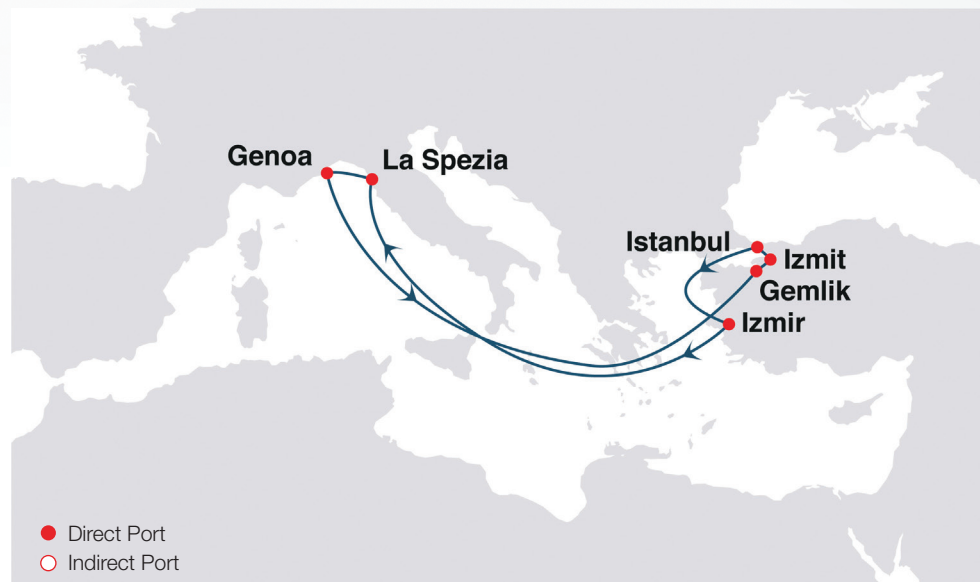 Genoa
La Spezia
Istanbul
Izmit
Gemlik
Izmir
Direct Port
Indirect Port